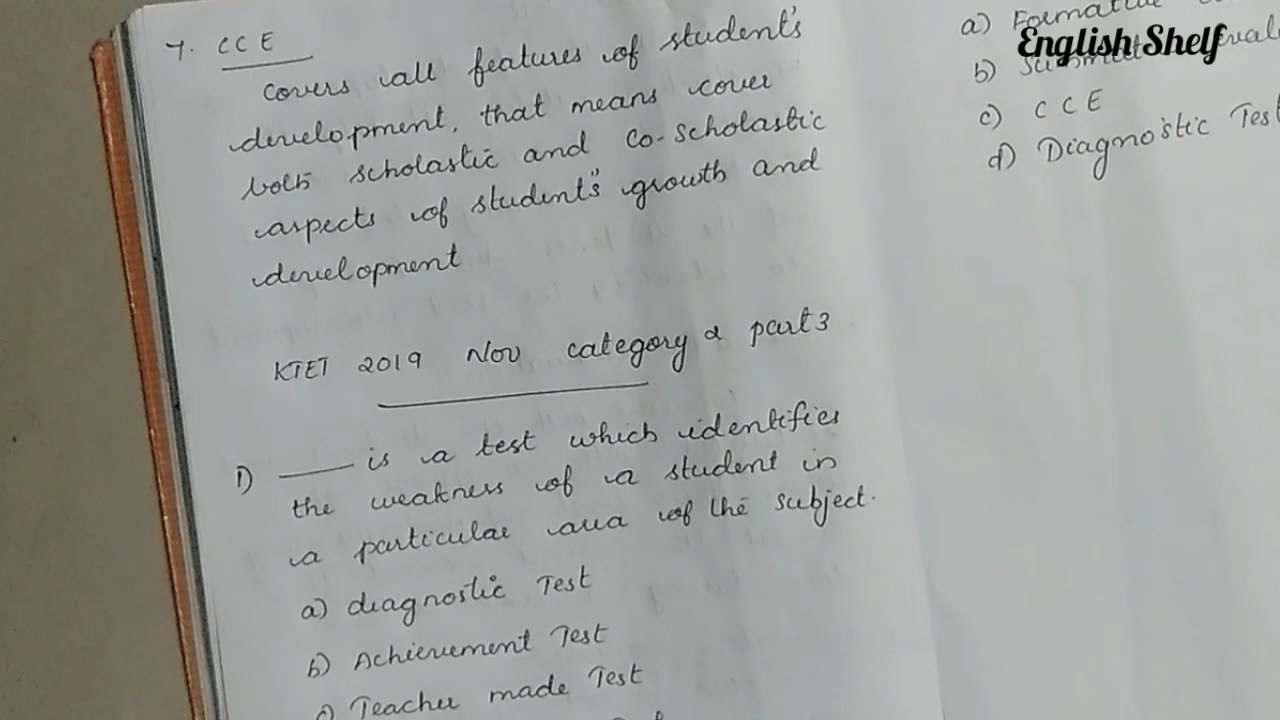 7. CCE
Covers all features of student's
development, that means cover
both scholastic and co-scholastic
aspects of student's growth and
development
KTET 2019 Nov category 2 part 3
1) ____ is a test which identifies
the weakness of a student in
a particular area of the subject.
a) diagnostic Test
b) Achievement Test
c) Teacher made Test
a)
English Shelf
b)
c) CCE
d) Diagnostic Test